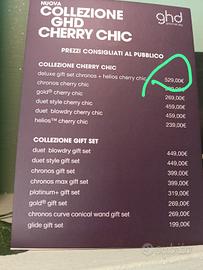 NUOVA
COLLEZIONE
GHD
CHERRY CHIC
ghd
PREZZI CONSIGLIATI AL PUBBLICO
COLLEZIONE CHERRY CHIC
deluxe gift set chronos + helios cherry chic 529,00€
chronos cherry chic
gold® cherry chic 269,00€
duet style cherry chic 459,00€
duet blowdry cherry chic 459,00€
helios™ cherry chic 239,00€
COLLEZIONE GIFT SET
duet blowdry gift set 449,00€
duet style gift set 449,00€
chronos gift set 399,00€
chronos max gift set 399,00€
platinum+ gift set 319,00€
gold® gift set 269,00€
chronos curve conical wand gift set 269,00€
glide gift set 199,00€